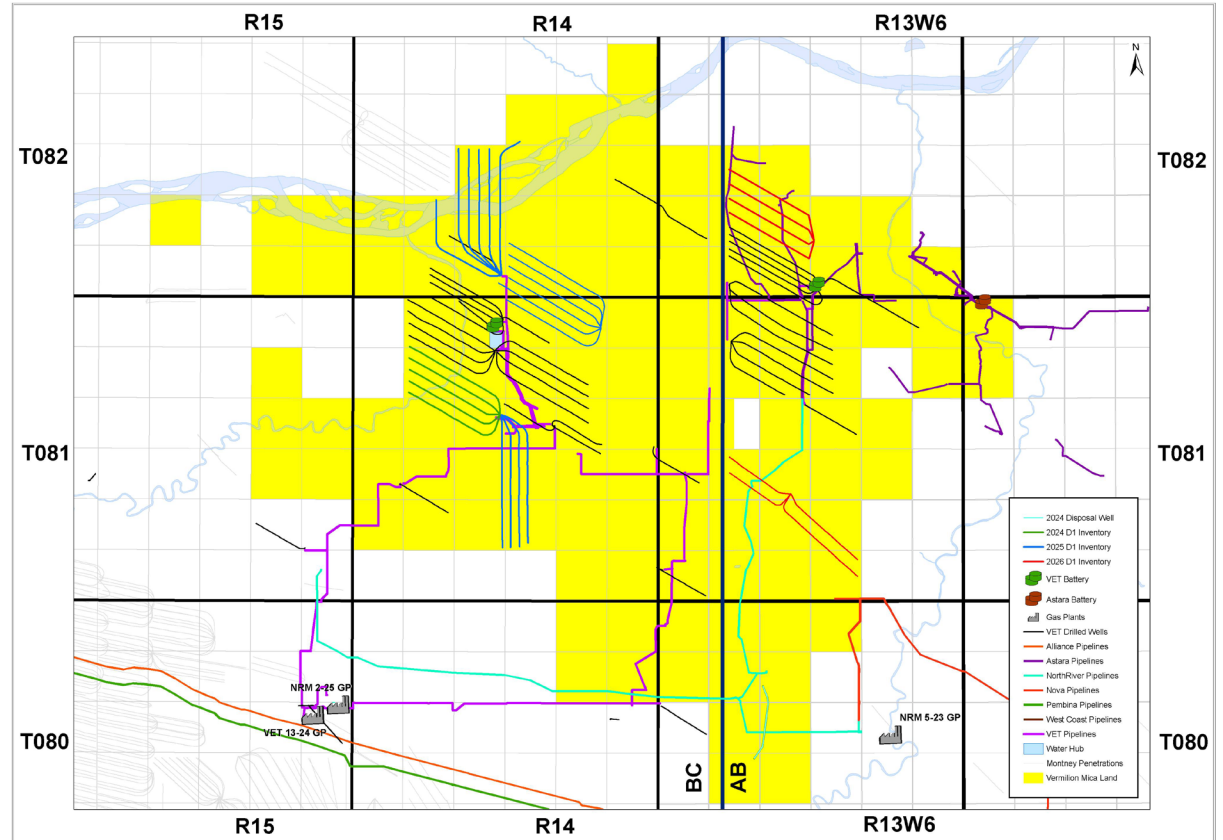 R15
R14
R13W6
N
T082
T082
T081
T081
2024 Disposal Well
2024 D1 Inventory
2025 D1 Inventory
2026 D1 Inventory
VET Battery
Astara Battery
Gas Plants
VET Drilled Wells
Alliance Pipelines
Astara Pipelines
NorthRiver Pipelines
Nova Pipelines
Pembina Pipelines
West Coast Pipelines
VET Pipelines
Water Hub
Montney Penetrations
Vermilion Mica Land
NRM 2-25 GP
VET 13-24 GP
NRM 5-23 GP
T080
T080
BC
AB
R15
R14
R13W6